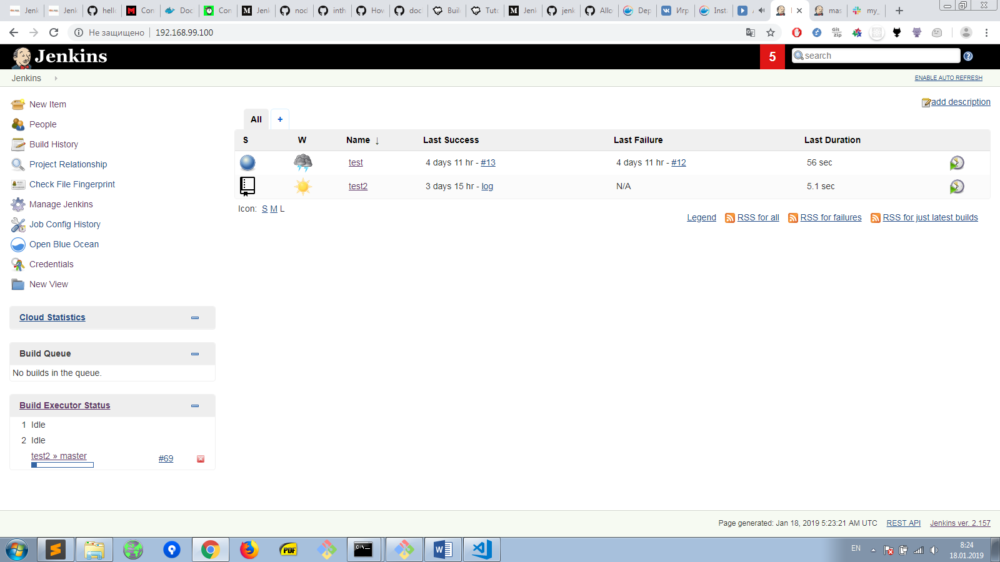 Jenk Jenk hello Con Doc Con Jenk nod inth How doc Buil Tuto Jenk jenk Allo Dep Игр Inst mas my_
Не защищено 192.168.99.100
Git Zip
Jenkins 5 search
Jenkins ENABLE AUTO REFRESH
add description
New Item
People
Build History
Project Relationship
Check File Fingerprint
Manage Jenkins
Job Config History
Open Blue Ocean
Credentials
New View
All +
S W Name ↓ Last Success Last Failure Last Duration
test 4 days 11 hr - #13 4 days 11 hr - #12 56 sec
test2 3 days 15 hr - log N/A 5.1 sec
Icon: S M L
Legend RSS for all RSS for failures RSS for just latest builds
Cloud Statistics
Build Queue
No builds in the queue.
Build Executor Status
1 Idle
2 Idle
test2 » master #69
Page generated: Jan 18, 2019 5:23:21 AM UTC REST API Jenkins ver. 2.157
PDF
C:\
EN 8:24
18.01.2019